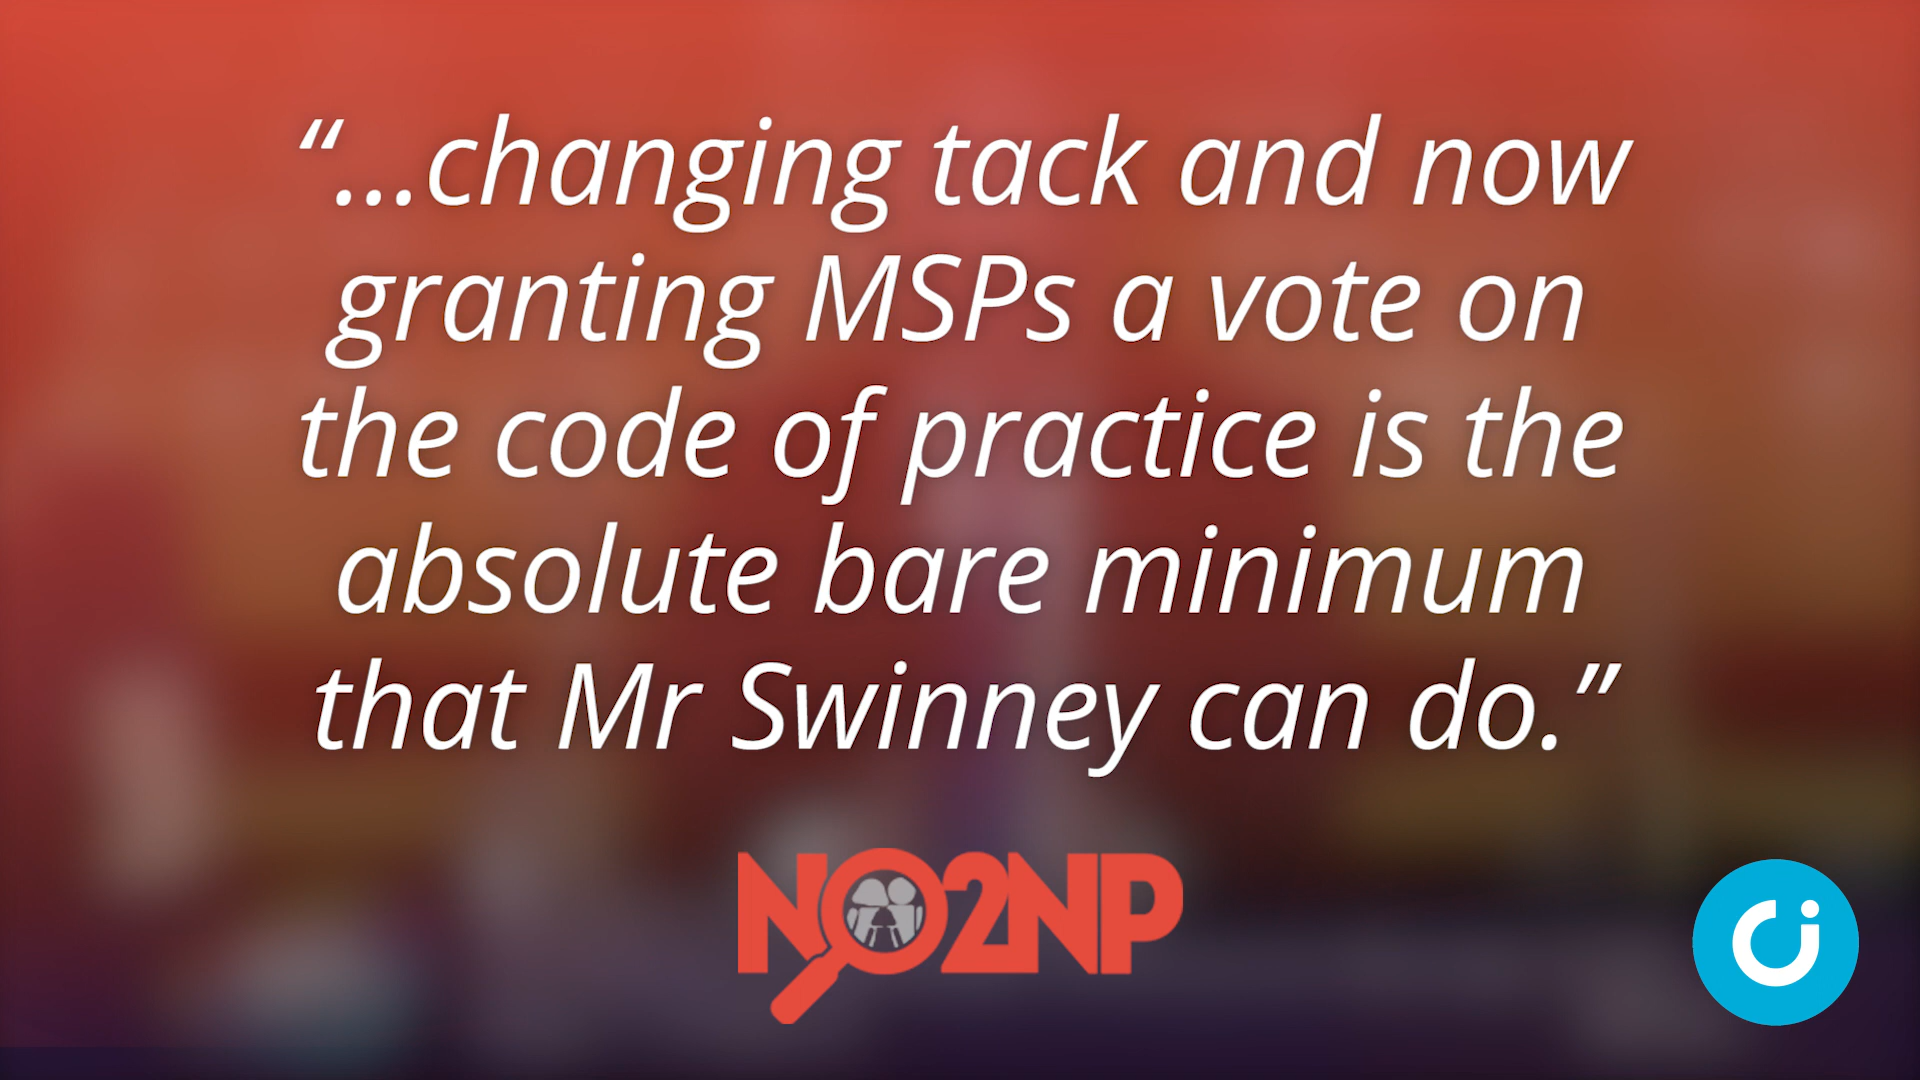 “...changing tack and now
granting MSPs a vote on
the code of practice is the
absolute bare minimum
that Mr Swinney can do.”
NO2NP